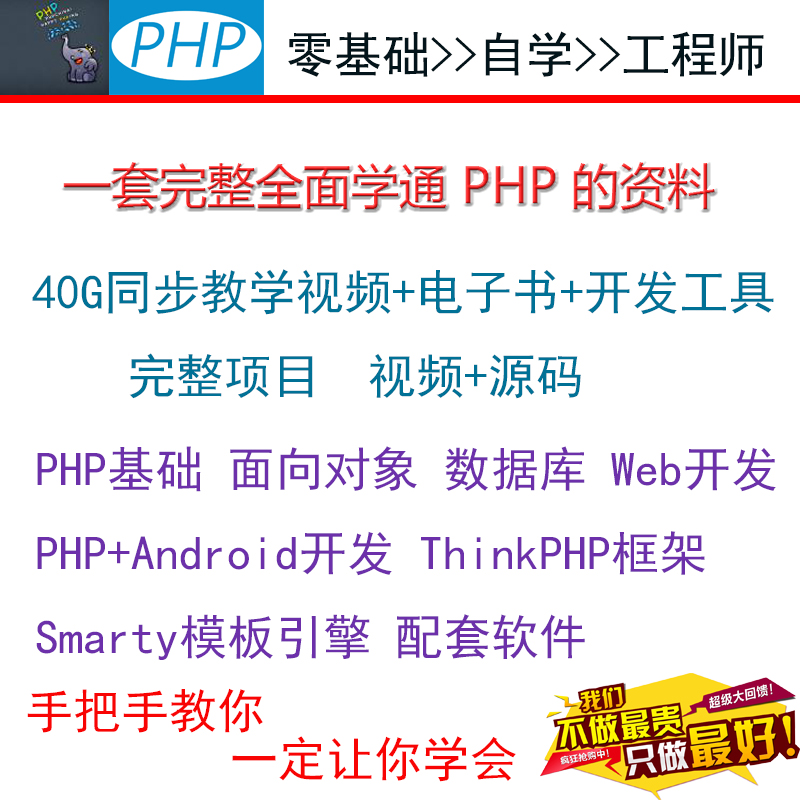 PHP
PHP
零基础>>自学>>工程师
一套完整全面学通 PHP 的资料
40G同步教学视频+电子书+开发工具
完整项目 视频+源码
PHP基础 面向对象 数据库 Web开发
PHP+Android开发 ThinkPHP框架
Smarty模板引擎 配套软件
手把手教你
一定让你学会
我们
超级大回馈!
不做最贵
只做最好!
疯狂抢购中!